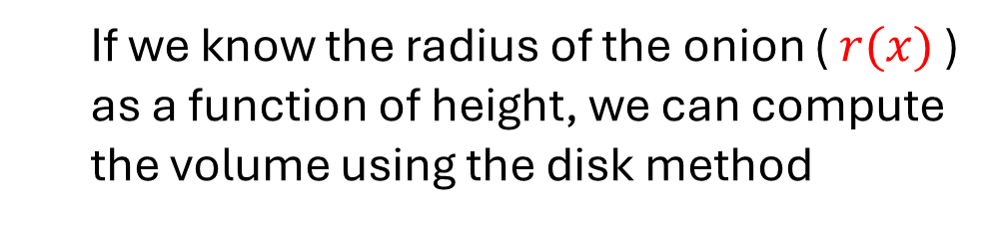 If we know the radius of the onion ( r(x) )
as a function of height, we can compute
the volume using the disk method